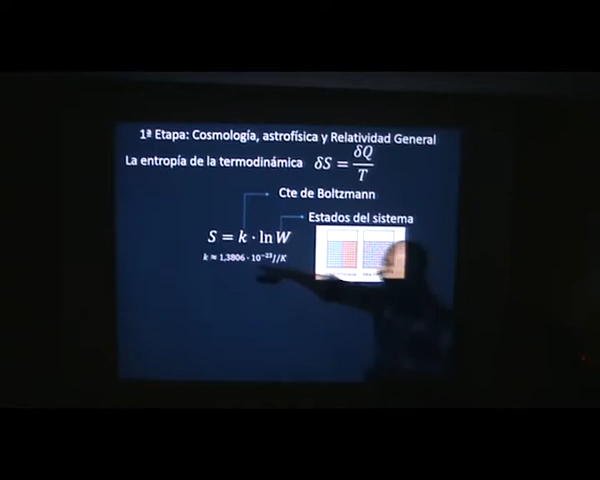 1ª Etapa: Cosmología, astrofísica y Relatividad General
La entropía de la termodinámica δS = δQ / T
Cte de Boltzmann
Estados del sistema
S = k · ln W
k ≈ 1,3806 · 10⁻²³ J/K